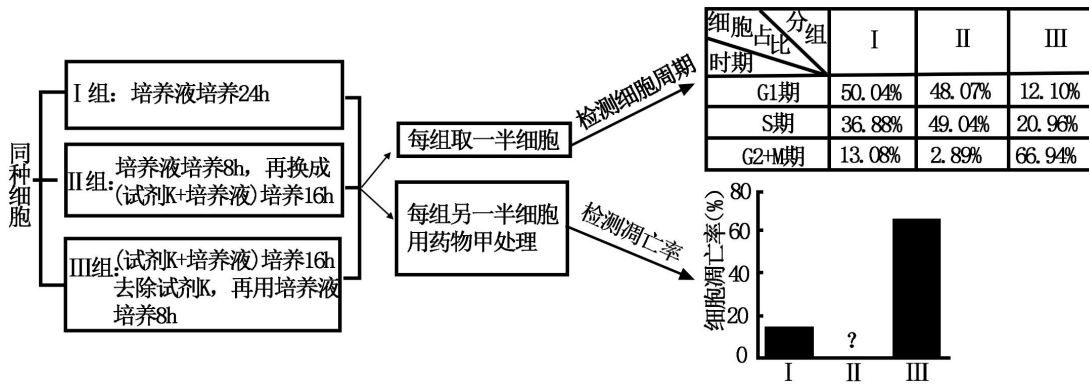 同种细胞
Ⅰ组：培养液培养24h
Ⅱ组：培养液培养8h，再换成
(试剂K+培养液)培养16h
Ⅲ组：(试剂K+培养液)培养16h
去除试剂K，再用培养液
培养8h
每组取一半细胞
每组另一半细胞
用药物甲处理
检测细胞周期
检测凋亡率
细胞占比 分组 时期 Ⅰ Ⅱ Ⅲ
G1期 50.04% 48.07% 12.10%
S期 36.88% 49.04% 20.96%
G2+M期 13.08% 2.89% 66.94%
细胞凋亡率(%)
80
60
40
20
0
?
Ⅰ Ⅱ Ⅲ